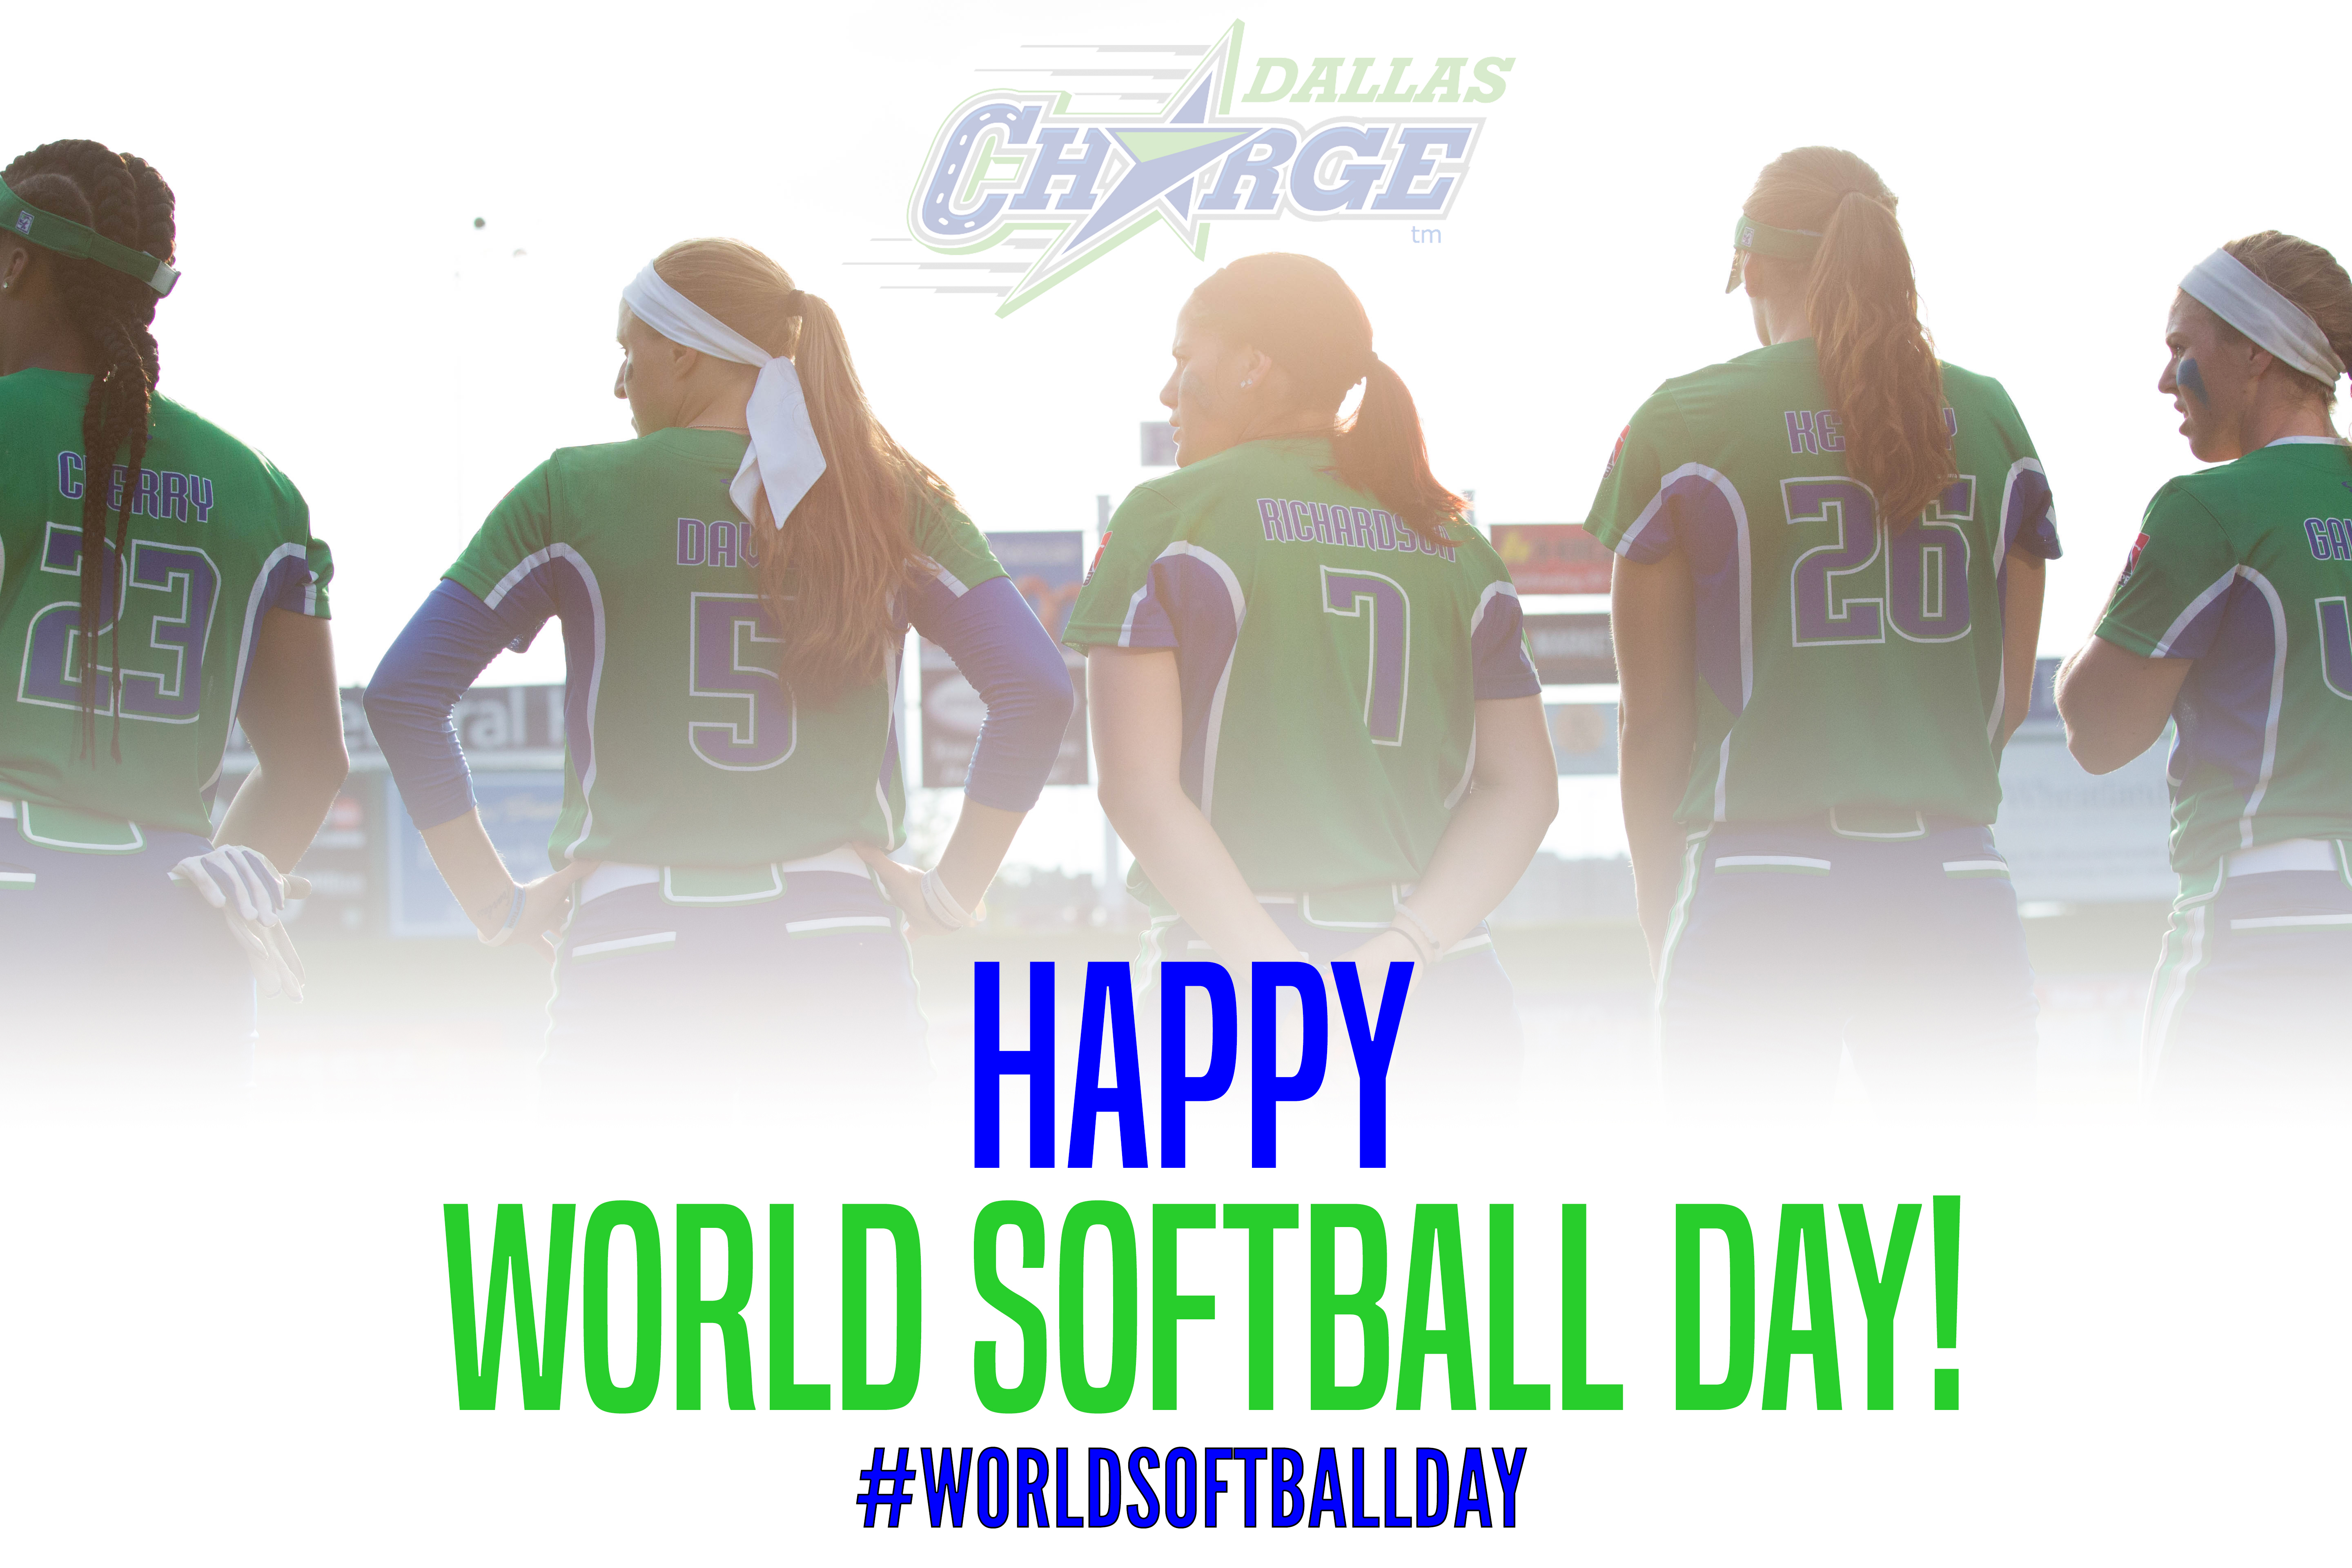 DALLAS
CHARGE
tm
CHERRY
23
5
RICHARDSON
7
26
HAPPY
WORLD SOFTBALL DAY!
#WORLDSOFTBALLDAY